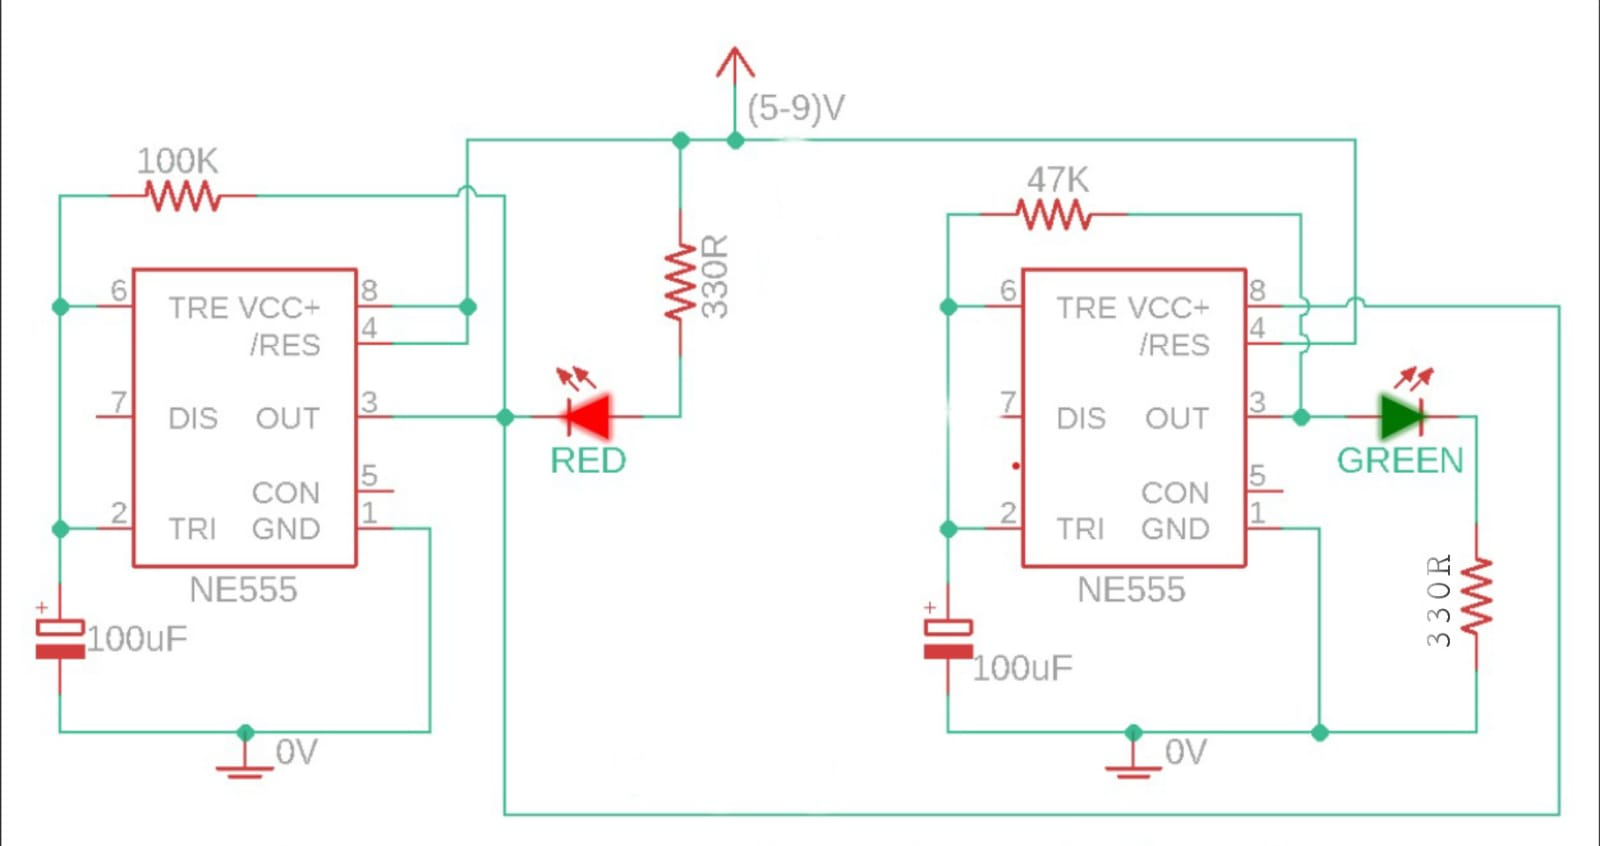 (5-9)V
100K
47K
330R
6
TRE VCC+
8
/RES
4
7
DIS OUT
3
CON
5
2
TRI GND
1
NE555
RED
+
100uF
0V
6
TRE VCC+
8
/RES
4
7
DIS OUT
3
CON
5
2
TRI GND
1
NE555
GREEN
330R
+
100uF
0V